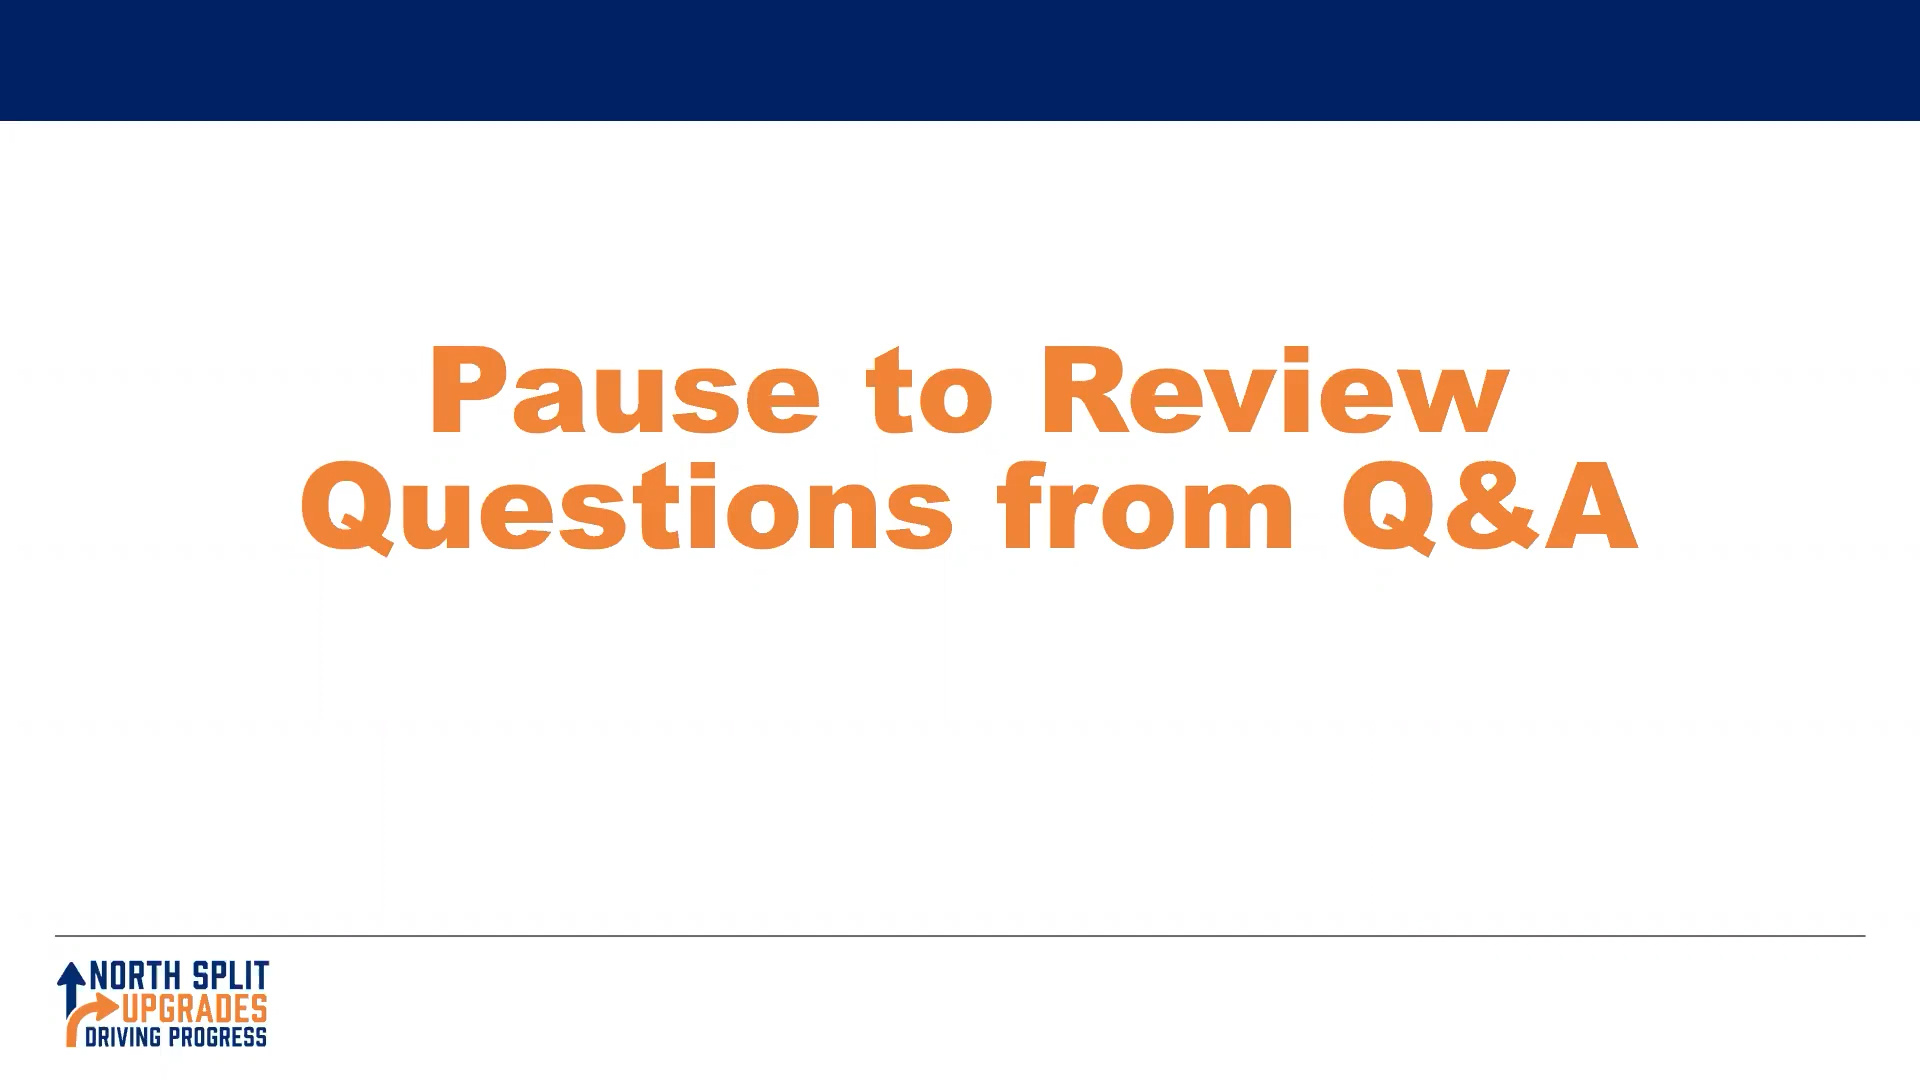 Pause to Review
Questions from Q&A
NORTH SPLIT
UPGRADES
DRIVING PROGRESS